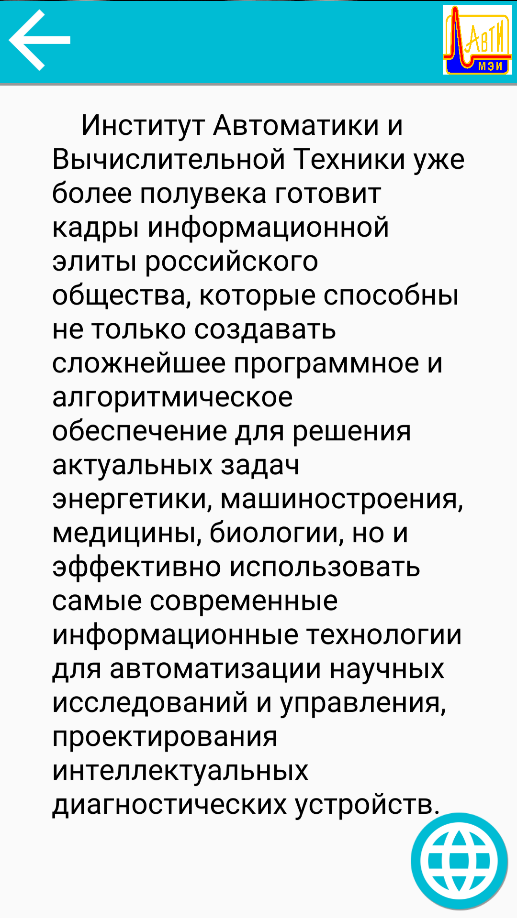 АВТИ
МЭИ
Институт Автоматики и
Вычислительной Техники уже
более полувека готовит
кадры информационной
элиты российского
общества, которые способны
не только создавать
сложнейшее программное и
алгоритмическое
обеспечение для решения
актуальных задач
энергетики, машиностроения,
медицины, биологии, но и
эффективно использовать
самые современные
информационные технологии
для автоматизации научных
исследований и управления,
проектирования
интеллектуальных
диагностических устройств.